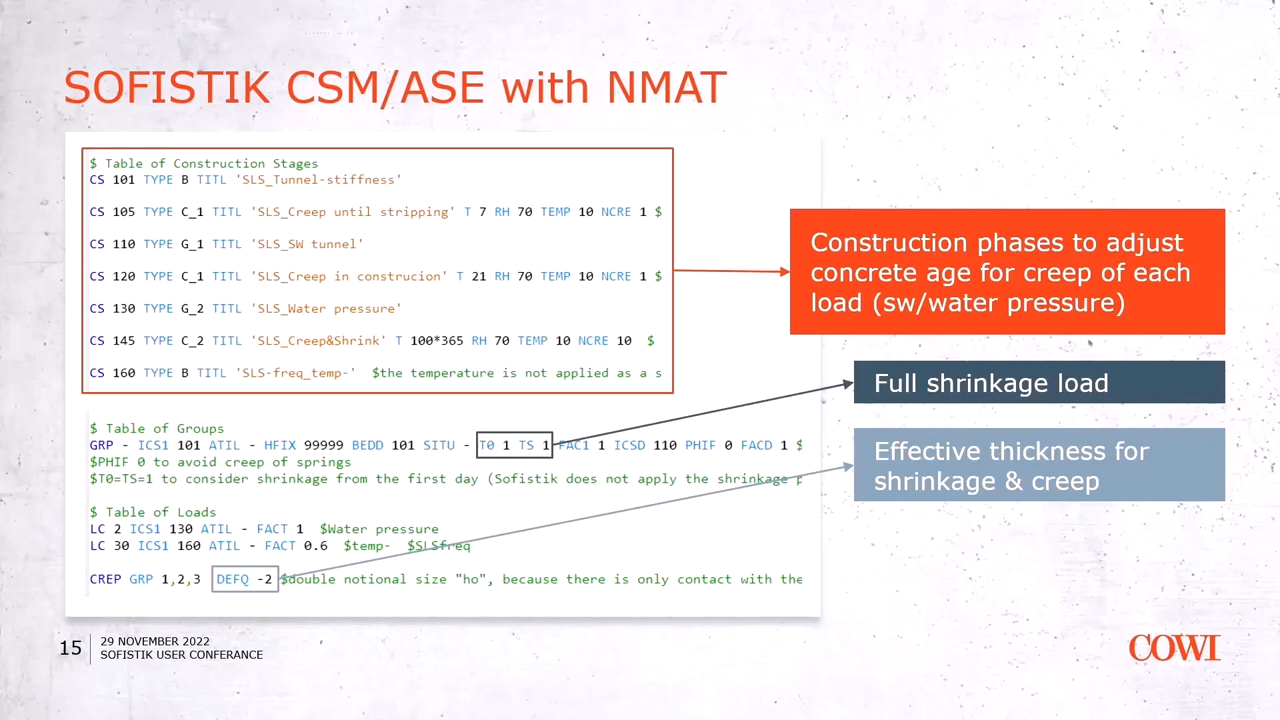 SOFISTIK CSM/ASE with NMAT
$ Table of Construction Stages
CS 101 TYPE B TITL 'SLS_Tunnel-stiffness'
CS 105 TYPE C_1 TITL 'SLS_Creep until stripping' T 7 RH 70 TEMP 10 NCRE 1 $
CS 110 TYPE G_1 TITL 'SLS_SW tunnel'
CS 120 TYPE C_1 TITL 'SLS_Creep in construcion' T 21 RH 70 TEMP 10 NCRE 1 $
CS 130 TYPE G_2 TITL 'SLS_Water pressure'
CS 145 TYPE C_2 TITL 'SLS_Creep&Shrink' T 100*365 RH 70 TEMP 10 NCRE 10 $
CS 160 TYPE B TITL 'SLS-freq_temp-' $the temperature is not applied as a s
$ Table of Groups
GRP - ICS1 101 ATIL - HFIX 99999 BEDD 101 SITU - T0 1 TS 1 FAC1 1 ICSD 110 PHIF 0 FACD 1 $
$PHIF 0 to avoid creep of springs
$T0=TS=1 to consider shrinkage from the first day (Sofistik does not apply the shrinkage p
$ Table of Loads
LC 2 ICS1 130 ATIL - FACT 1 $Water pressure
LC 30 ICS1 160 ATIL - FACT 0.6 $temp- $SLSfreq
CREP GRP 1,2,3 DEFQ -2 $double notional size "ho", because there is only contact with the
Construction phases to adjust
concrete age for creep of each
load (sw/water pressure)
Full shrinkage load
Effective thickness for
shrinkage & creep
15
29 NOVEMBER 2022
SOFISTIK USER CONFERANCE
COWI